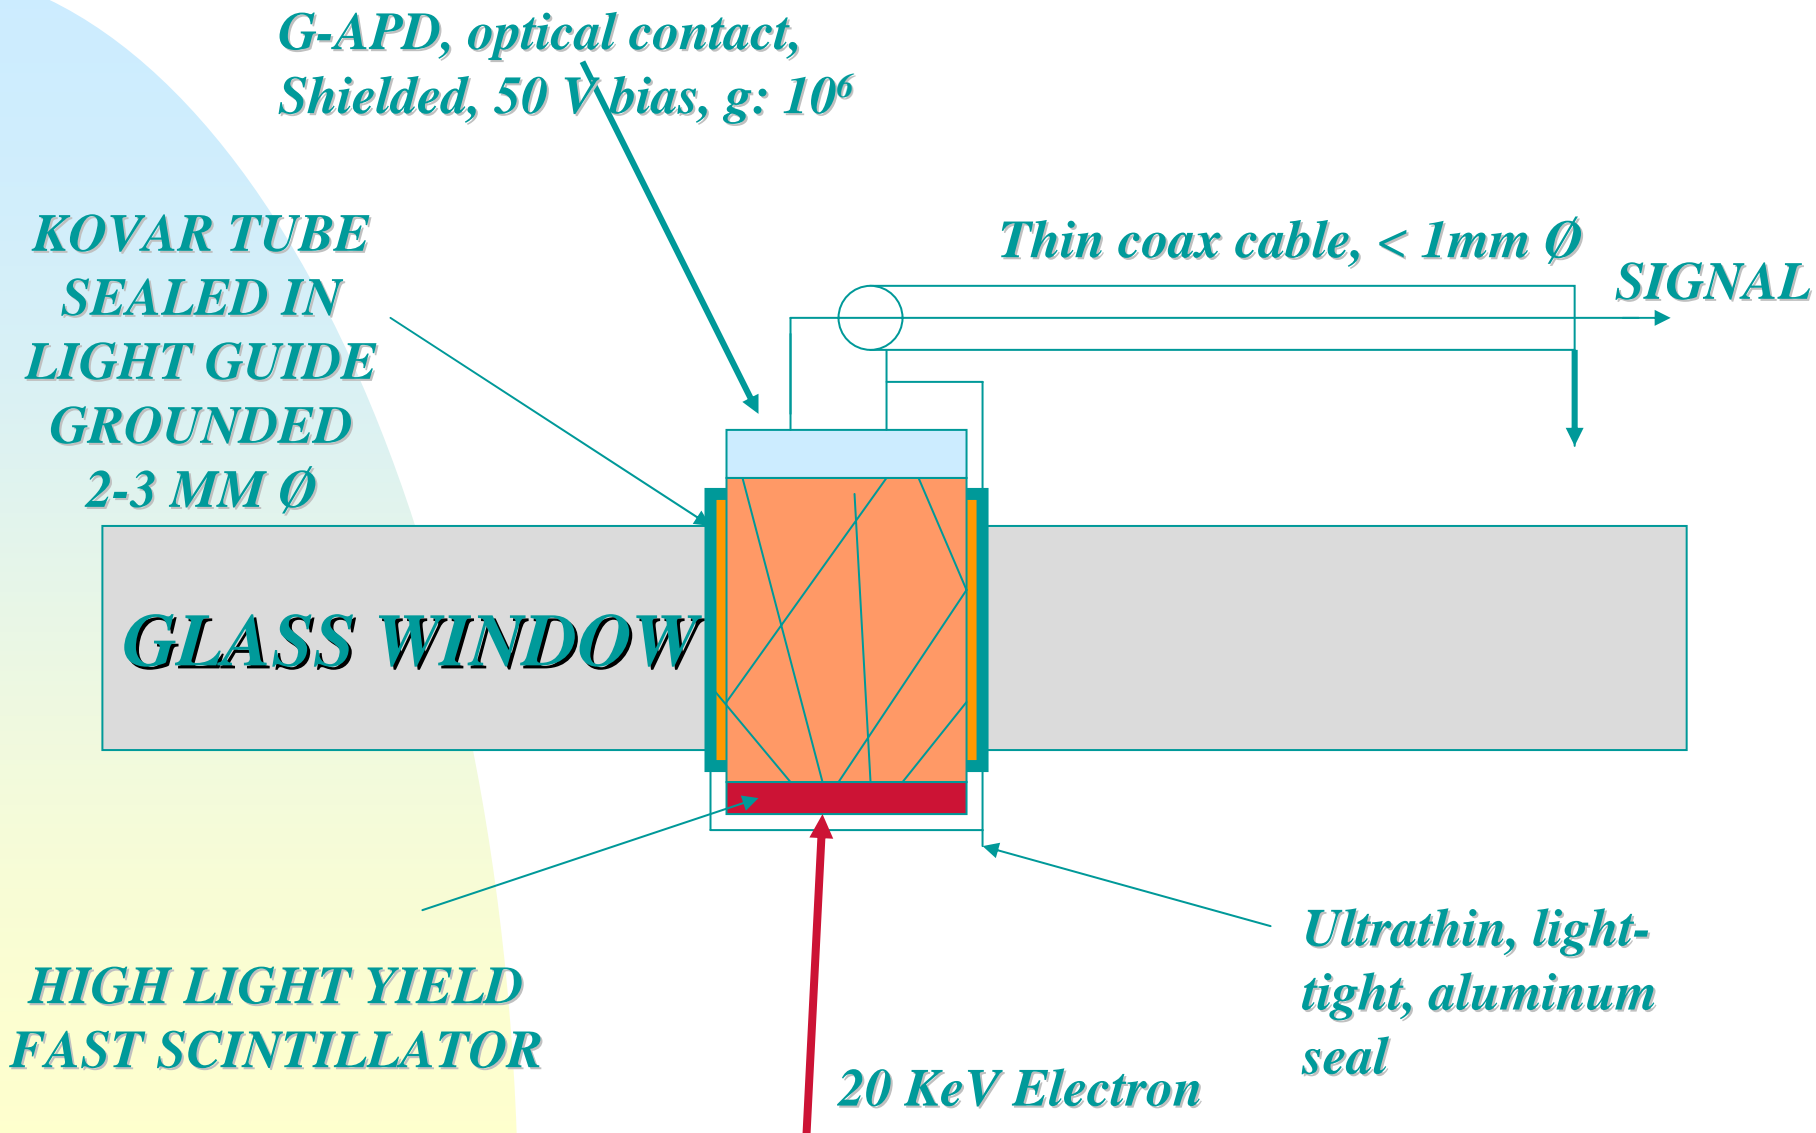 G-APD, optical contact,
Shielded, 50 V bias, g: 10⁶
KOVAR TUBE
SEALED IN
LIGHT GUIDE
GROUNDED
2-3 MM Ø
Thin coax cable, < 1mm Ø
SIGNAL
GLASS WINDOW
HIGH LIGHT YIELD
FAST SCINTILLATOR
Ultrathin, light-
tight, aluminum
seal
20 KeV Electron